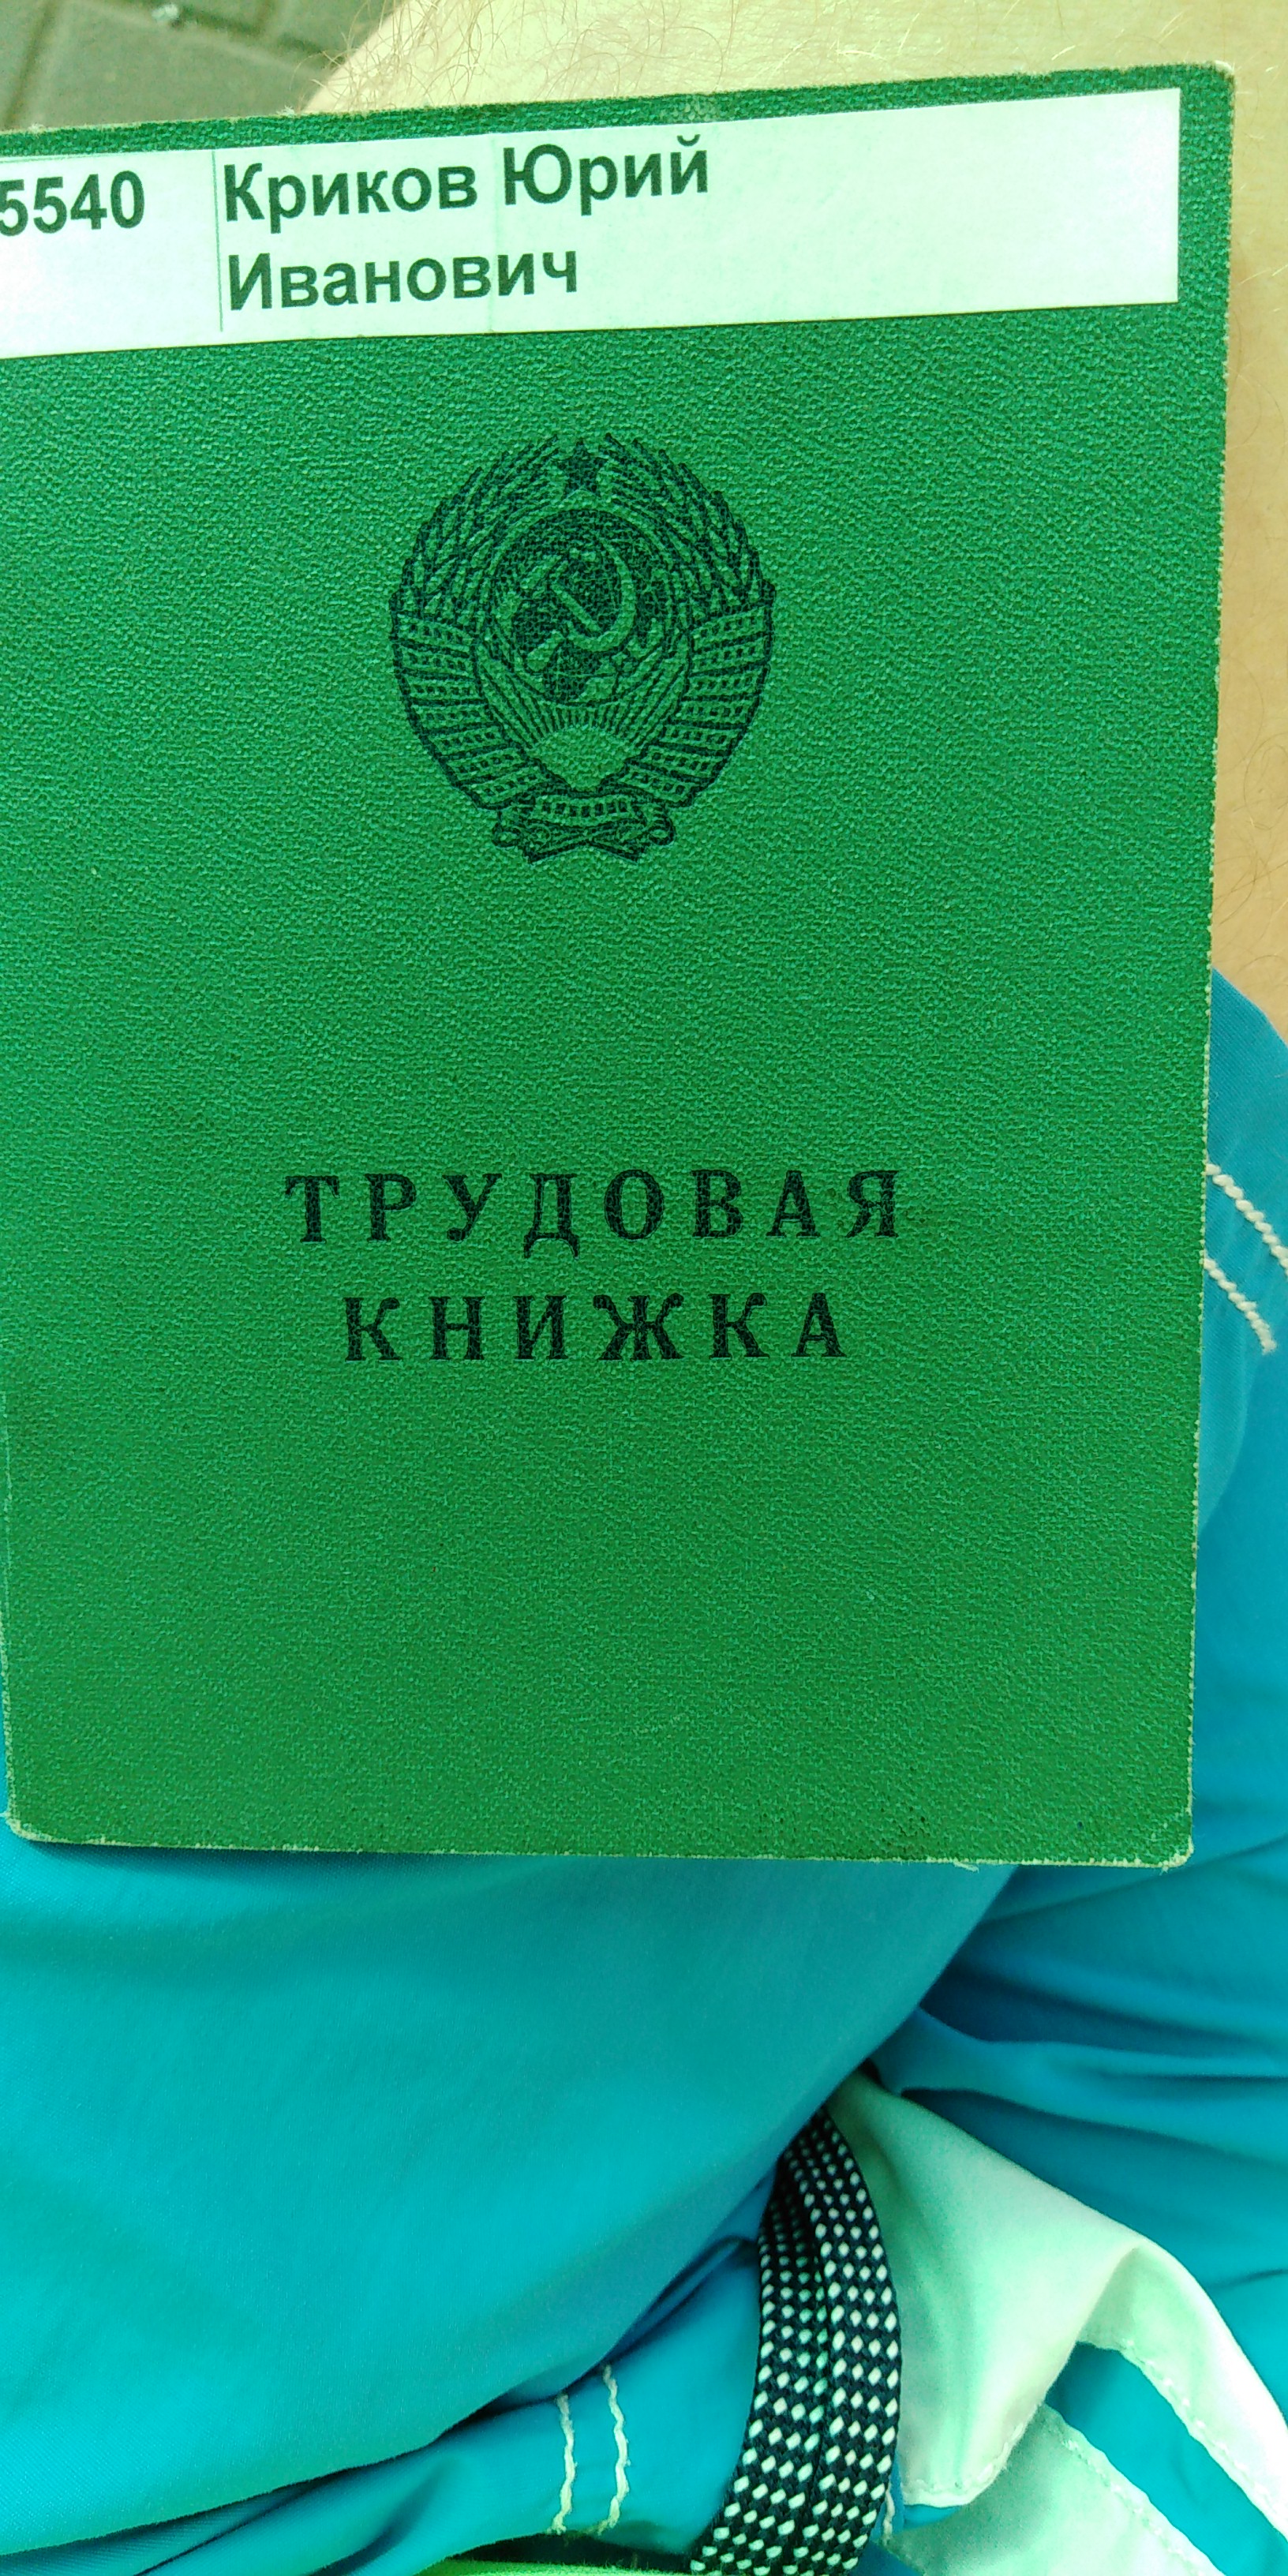 5540 Криков Юрий
Иванович
ТРУДОВАЯ
КНИЖКА